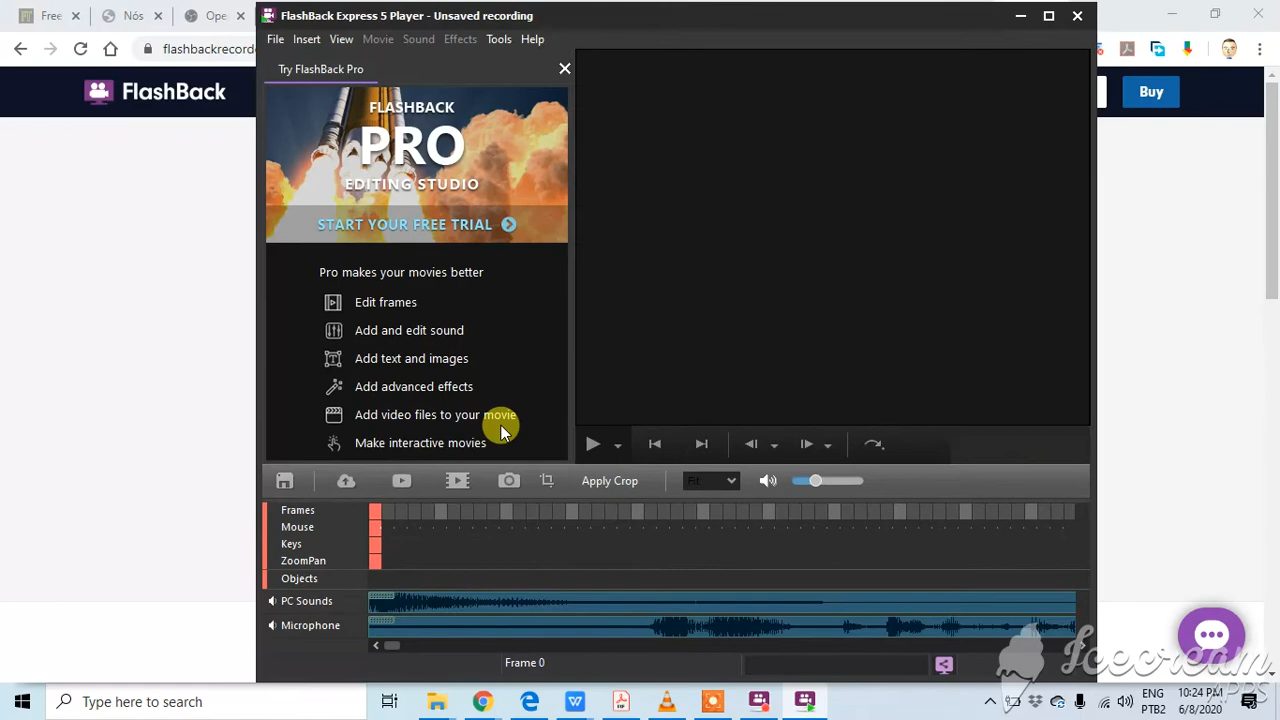 Free
Nós
Ope
FlashBack Express 5 Player - Unsaved recording
flashbackrecord
File Insert View Movie Sound Effects Tools Help
FlashBack
Buy
Try FlashBack Pro
FLASHBACK
PRO
EDITING STUDIO
START YOUR FREE TRIAL
Pro makes your movies better
Edit frames
Add and edit sound
Add text and images
Add advanced effects
Add video files to your movie
Make interactive movies
Apply Crop
Fit
Frames
Mouse
Keys
ZoomPan
Objects
PC Sounds
Microphone
Frame 0
Icecream
APPS
Type here to search
ENG
PTB2
10:24 PM
6/8/2020